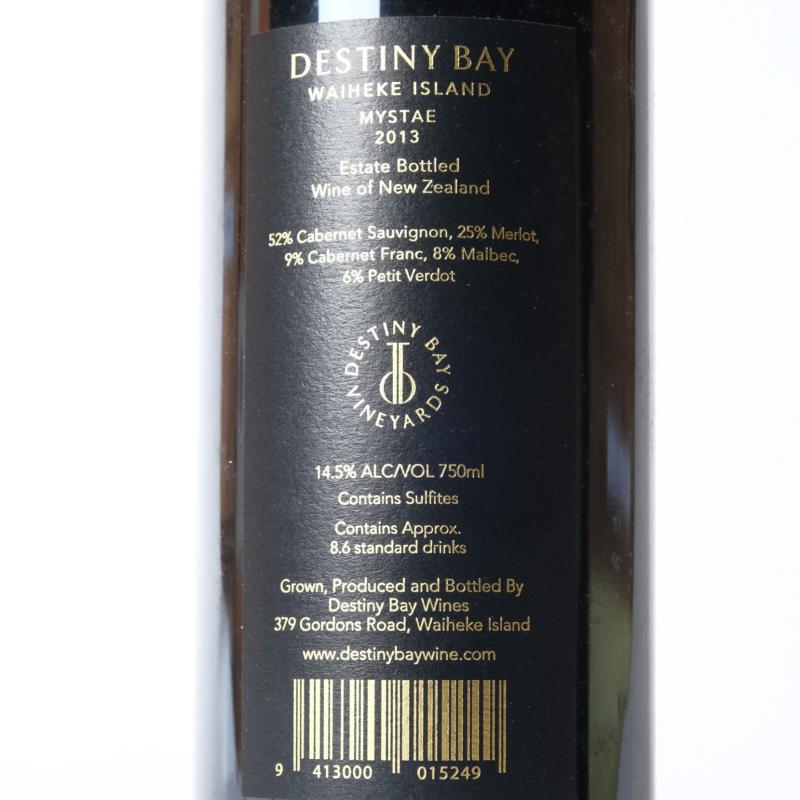 DESTINY BAY
WAIHEKE ISLAND
MYSTAE
2013
Estate Bottled
Wine of New Zealand
52% Cabernet Sauvignon, 25% Merlot,
9% Cabernet Franc, 8% Malbec,
6% Petit Verdot
DESTINY BAY
VINEYARDS
14.5% ALC/VOL 750ml
Contains Sulfites
Contains Approx.
8.6 standard drinks
Grown, Produced and Bottled By
Destiny Bay Wines
379 Gordons Road, Waiheke Island
www.destinybaywine.com
9 413000 015249